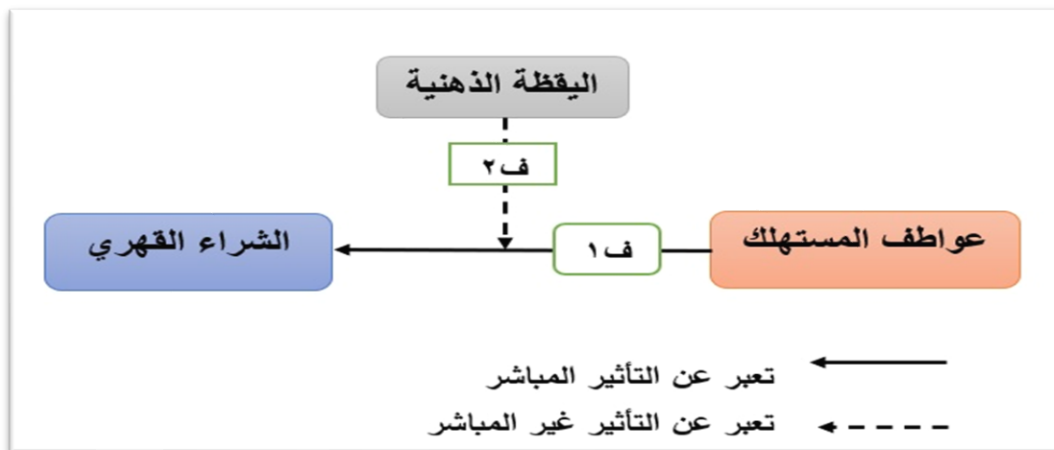 اليقظة الذهنية
ف٢
عواطف المستهلك
ف١
الشراء القهري
تعبر عن التأثير المباشر
تعبر عن التأثير غير المباشر